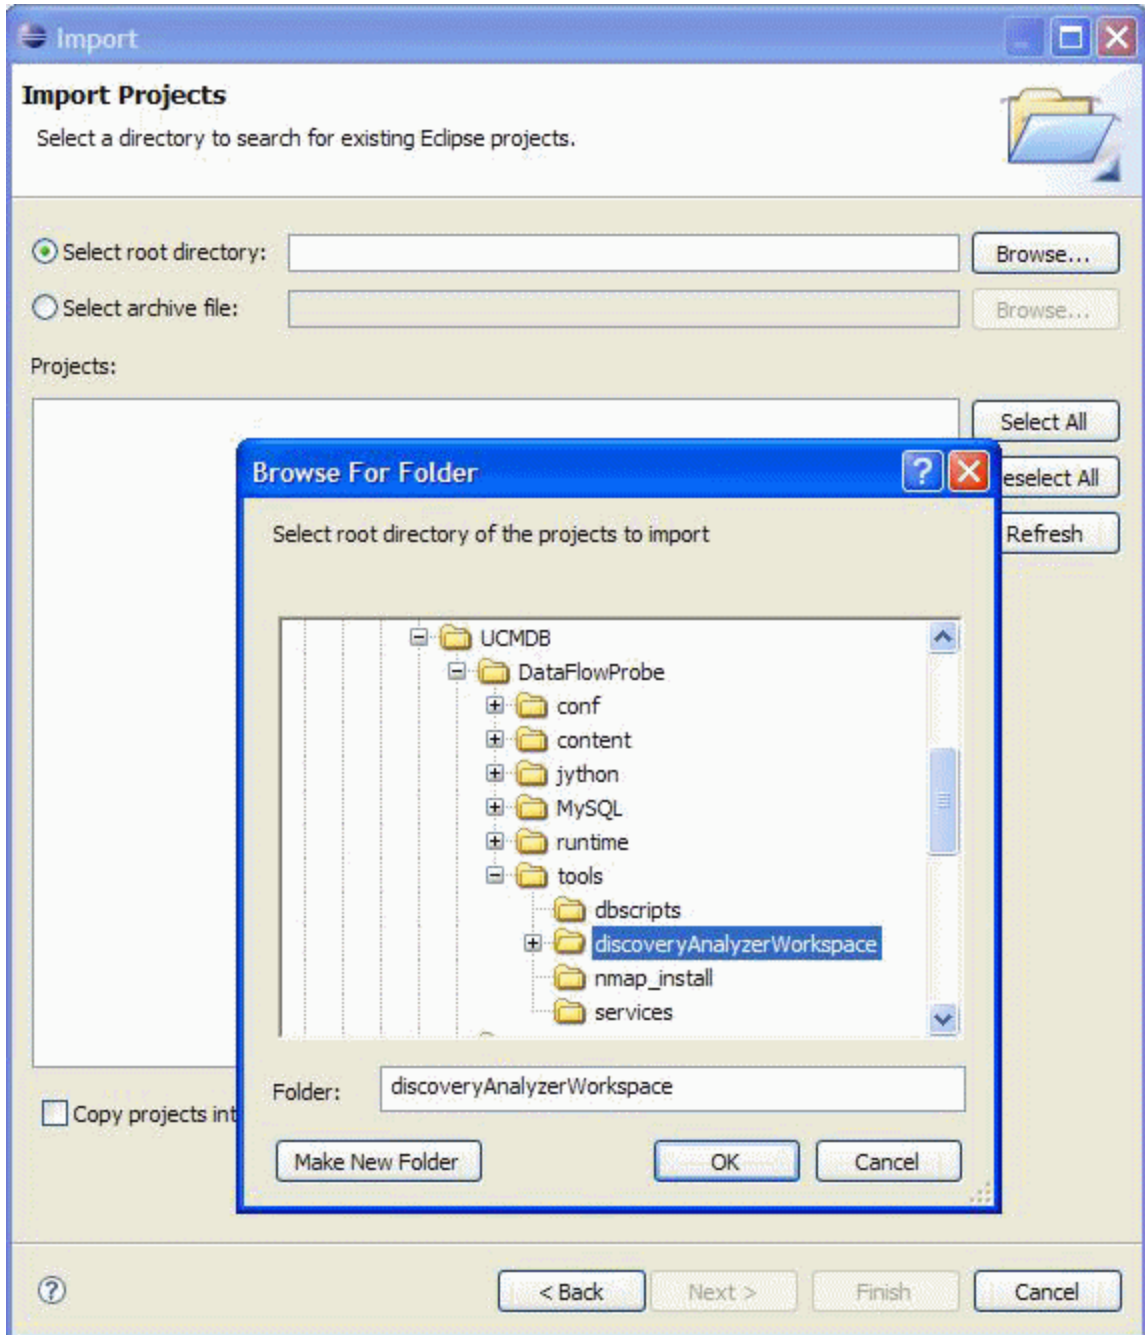 Import
Import Projects
Select a directory to search for existing Eclipse projects.
Select root directory:
Browse...
Select archive file:
Browse...
Projects:
Select All
eselect All
Refresh
Browse For Folder
Select root directory of the projects to import
UCMDB
DataFlowProbe
conf
content
jython
MySQL
runtime
tools
dbscripts
discoveryAnalyzerWorkspace
nmap_install
services
Folder: discoveryAnalyzerWorkspace
Make New Folder OK Cancel
Copy projects int
< Back Next > Finish Cancel